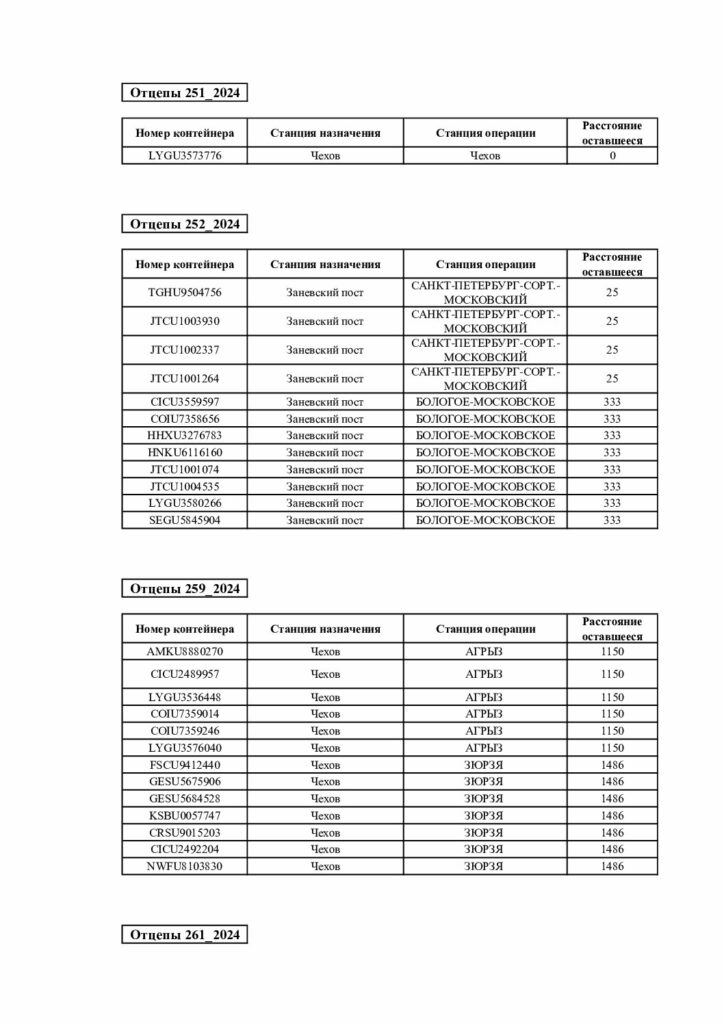 Отцепы 251_2024
Номер контейнера Станция назначения Станция операции Расстояние
оставшееся
LYGU3573776 Чехов Чехов 0
Отцепы 252_2024
Номер контейнера Станция назначения Станция операции Расстояние
оставшееся
TGHU9504756 Заневский пост САНКТ-ПЕТЕРБУРГ-СОРТ.-
МОСКОВСКИЙ 25
JTCU1003930 Заневский пост САНКТ-ПЕТЕРБУРГ-СОРТ.-
МОСКОВСКИЙ 25
JTCU1002337 Заневский пост САНКТ-ПЕТЕРБУРГ-СОРТ.-
МОСКОВСКИЙ 25
JTCU1001264 Заневский пост САНКТ-ПЕТЕРБУРГ-СОРТ.-
МОСКОВСКИЙ 25
CICU3559597 Заневский пост БОЛОГОЕ-МОСКОВСКОЕ 333
COIU7358656 Заневский пост БОЛОГОЕ-МОСКОВСКОЕ 333
HHXU3276783 Заневский пост БОЛОГОЕ-МОСКОВСКОЕ 333
HNKU6116160 Заневский пост БОЛОГОЕ-МОСКОВСКОЕ 333
JTCU1001074 Заневский пост БОЛОГОЕ-МОСКОВСКОЕ 333
JTCU1004535 Заневский пост БОЛОГОЕ-МОСКОВСКОЕ 333
LYGU3580266 Заневский пост БОЛОГОЕ-МОСКОВСКОЕ 333
SEGU5845904 Заневский пост БОЛОГОЕ-МОСКОВСКОЕ 333
Отцепы 259_2024
Номер контейнера Станция назначения Станция операции Расстояние
оставшееся
AMKU8880270 Чехов АГРЫЗ 1150
CICU2489957 Чехов АГРЫЗ 1150
LYGU3536448 Чехов АГРЫЗ 1150
COIU7359014 Чехов АГРЫЗ 1150
COIU7359246 Чехов АГРЫЗ 1150
LYGU3576040 Чехов АГРЫЗ 1150
FSCU9412440 Чехов ЗЮРЗЯ 1486
GESU5675906 Чехов ЗЮРЗЯ 1486
GESU5684528 Чехов ЗЮРЗЯ 1486
KSBU0057747 Чехов ЗЮРЗЯ 1486
CRSU9015203 Чехов ЗЮРЗЯ 1486
CICU2492204 Чехов ЗЮРЗЯ 1486
NWFU8103830 Чехов ЗЮРЗЯ 1486
Отцепы 261_2024